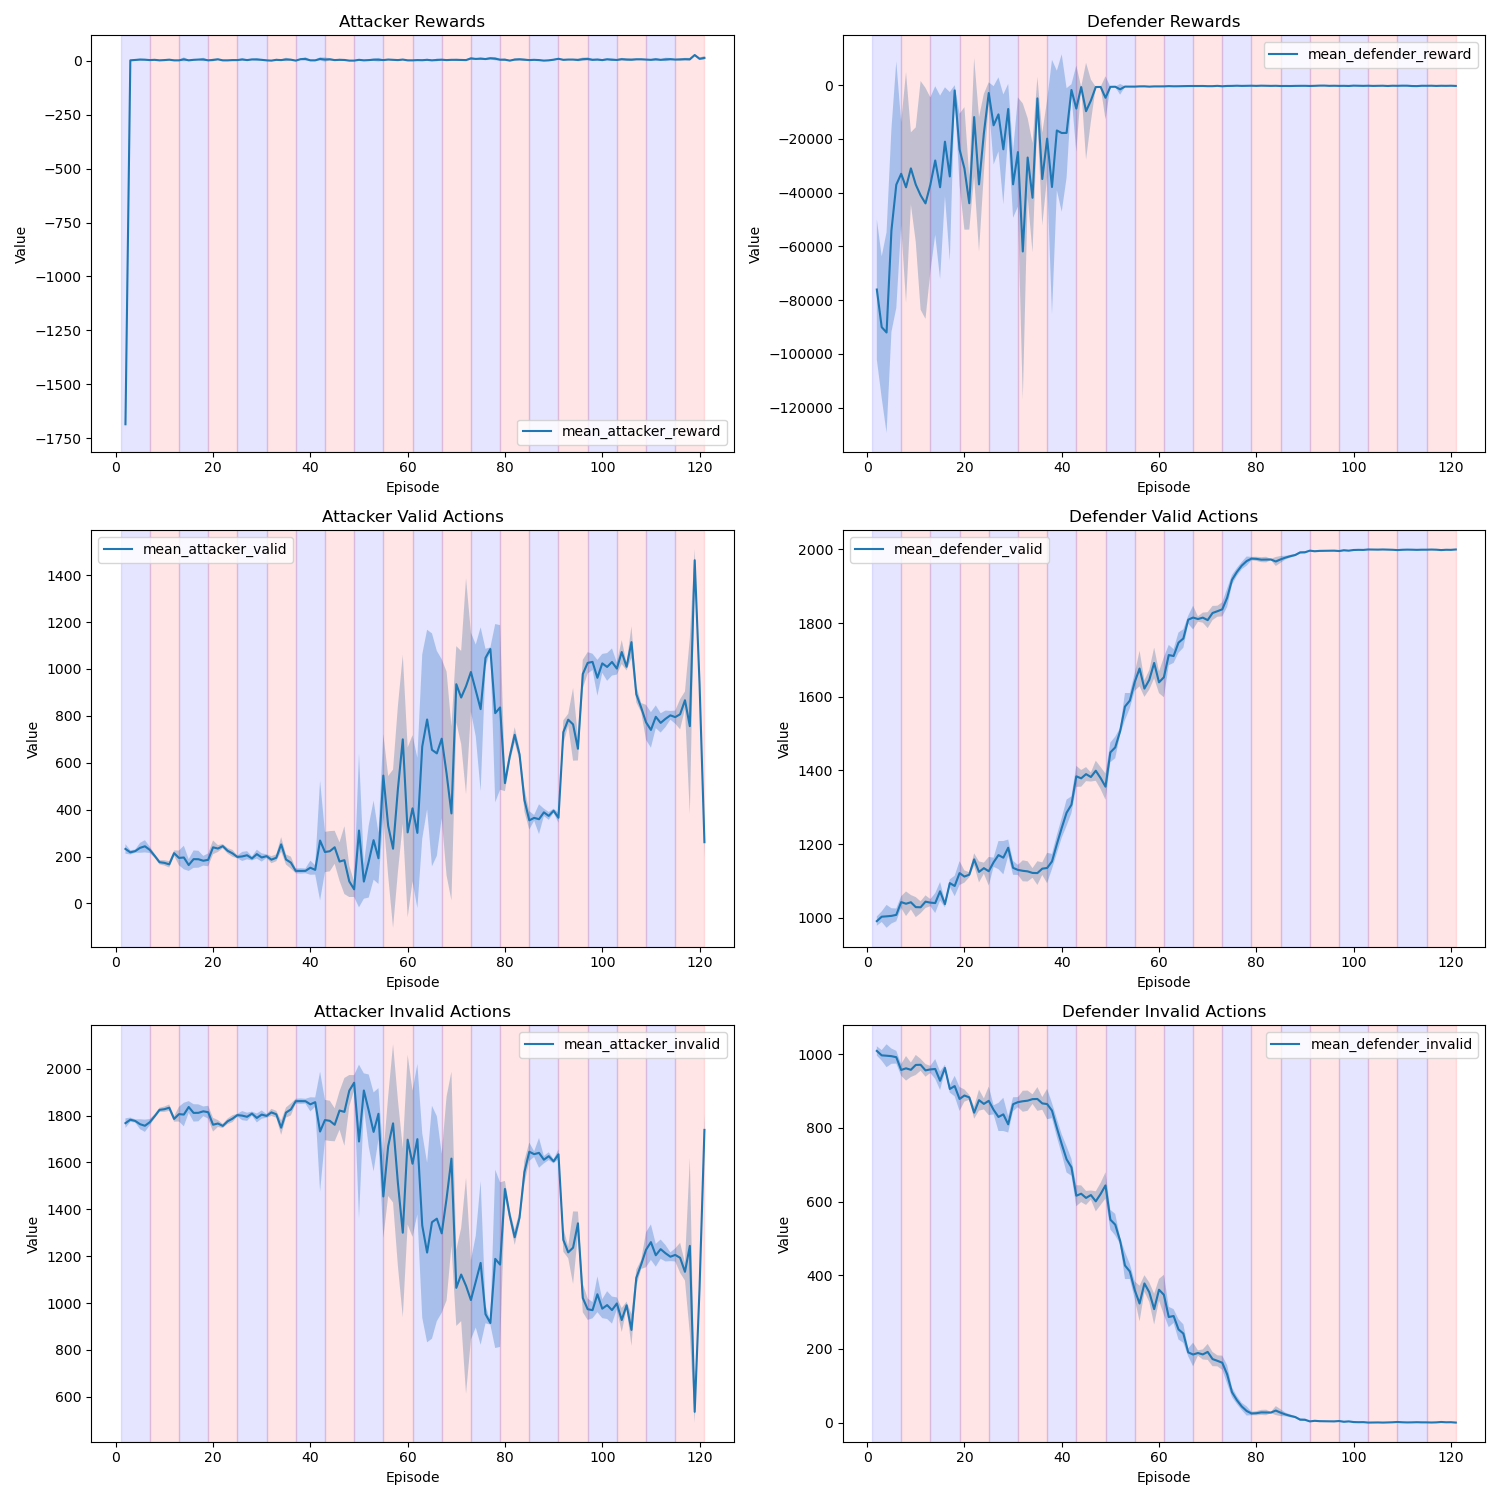 Attacker Rewards
0
−250
−500
−750
−1000
−1250
−1500
−1750
Value
mean_attacker_reward
0 20 40 60 80 100 120
Episode
Defender Rewards
mean_defender_reward
0
−20000
−40000
−60000
−80000
−100000
−120000
Value
0 20 40 60 80 100 120
Episode
Attacker Valid Actions
mean_attacker_valid
1400
1200
1000
800
600
400
200
0
Value
0 20 40 60 80 100 120
Episode
Defender Valid Actions
mean_defender_valid
2000
1800
1600
1400
1200
1000
Value
0 20 40 60 80 100 120
Episode
Attacker Invalid Actions
mean_attacker_invalid
2000
1800
1600
1400
1200
1000
800
600
Value
0 20 40 60 80 100 120
Episode
Defender Invalid Actions
mean_defender_invalid
1000
800
600
400
200
0
Value
0 20 40 60 80 100 120
Episode